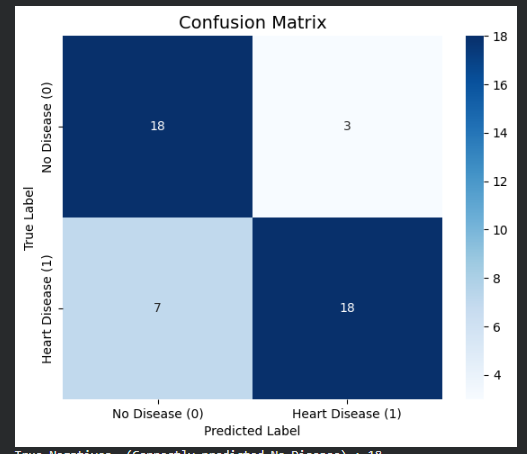 Confusion Matrix
No Disease (0)
Heart Disease (1)
True Label
18
3
7
18
18
16
14
12
10
8
6
4
No Disease (0)
Heart Disease (1)
Predicted Label
True Negatives (Correctly predicted No Disease) : 18